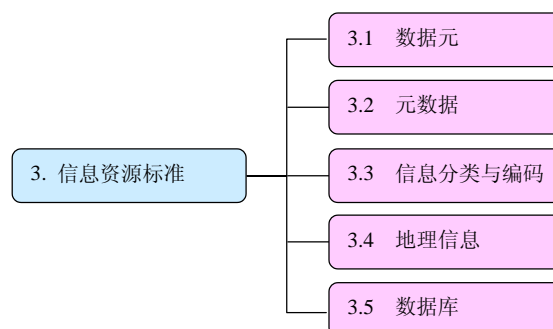 3.1 数据元
3.2 元数据
3. 信息资源标准
3.3 信息分类与编码
3.4 地理信息
3.5 数据库